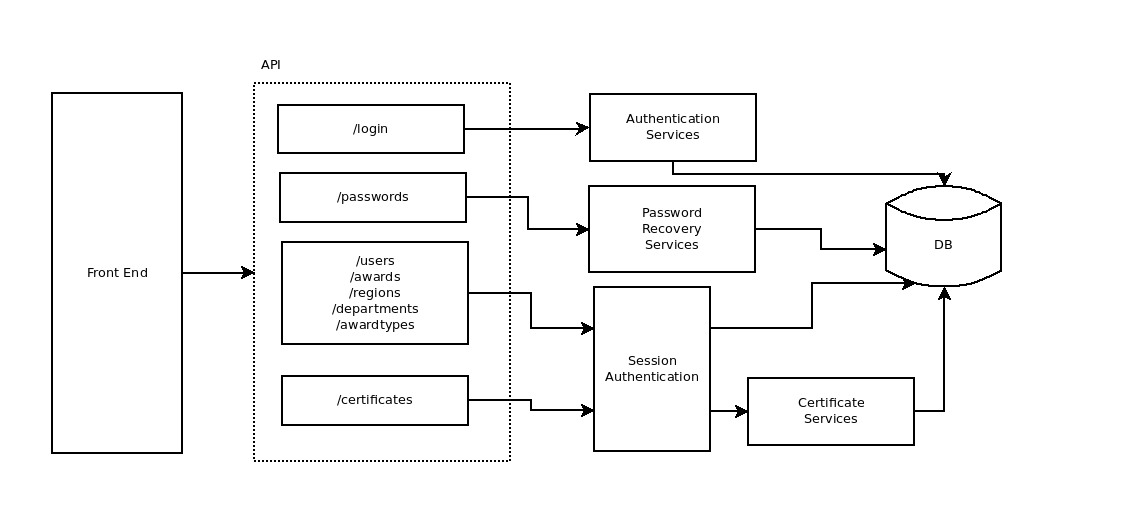 API
Front End
/login
/passwords
/users
/awards
/regions
/departments
/awardtypes
/certificates
Authentication
Services
Password
Recovery
Services
Session
Authentication
Certificate
Services
DB